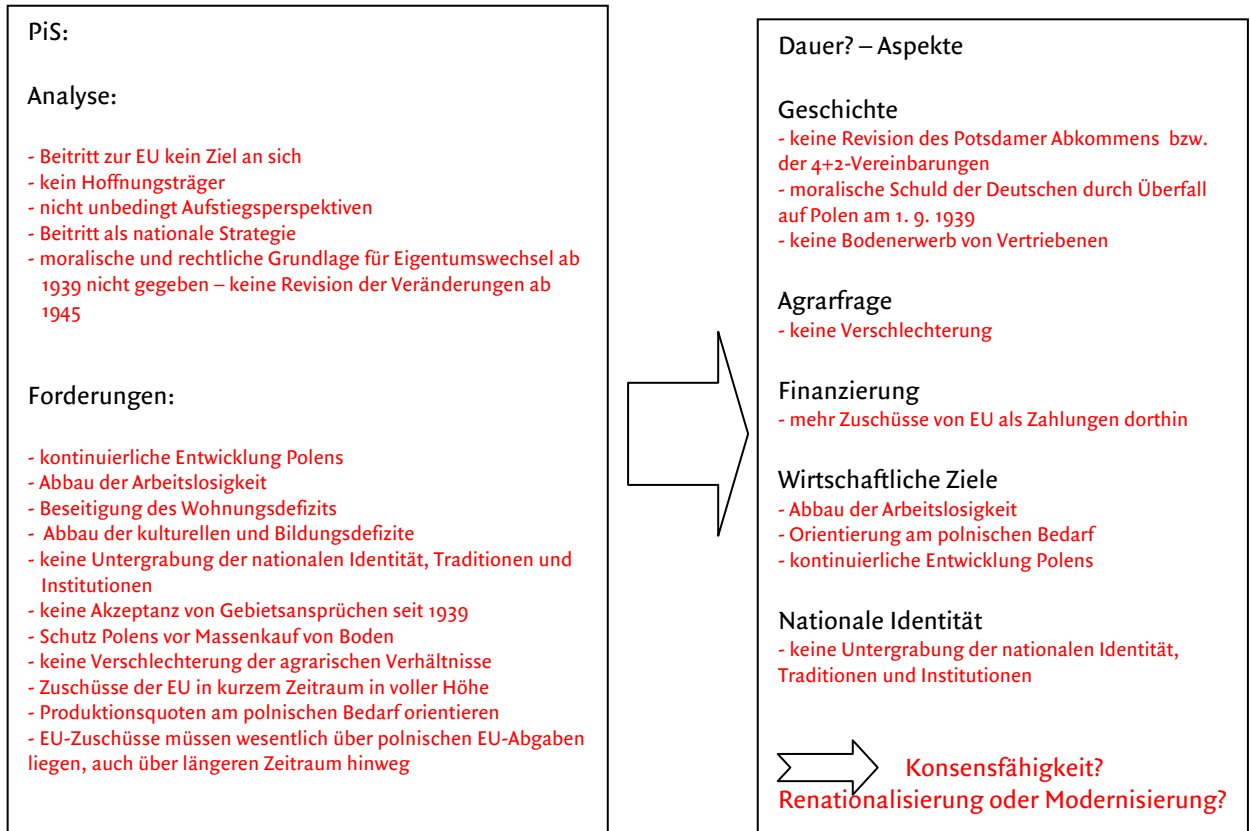 PiS:
Analyse:
- Beitritt zur EU kein Ziel an sich
- kein Hoffnungsträger
- nicht unbedingt Aufstiegsperspektiven
- Beitritt als nationale Strategie
- moralische und rechtliche Grundlage für Eigentumswechsel ab
1939 nicht gegeben – keine Revision der Veränderungen ab
1945
Forderungen:
- kontinuierliche Entwicklung Polens
- Abbau der Arbeitslosigkeit
- Beseitigung des Wohnungsdefizits
- Abbau der kulturellen und Bildungsdefizite
- keine Untergrabung der nationalen Identität, Traditionen und
Institutionen
- keine Akzeptanz von Gebietsansprüchen seit 1939
- Schutz Polens vor Massenkauf von Boden
- keine Verschlechterung der agrarischen Verhältnisse
- Zuschüsse der EU in kurzem Zeitraum in voller Höhe
- Produktionsquoten am polnischen Bedarf orientieren
- EU-Zuschüsse müssen wesentlich über polnischen EU-Abgaben
liegen, auch über längeren Zeitraum hinweg
Dauer? – Aspekte
Geschichte
- keine Revision des Potsdamer Abkommens bzw.
der 4+2-Vereinbarungen
- moralische Schuld der Deutschen durch Überfall
auf Polen am 1. 9. 1939
- keine Bodenerwerb von Vertriebenen
Agrarfrage
- keine Verschlechterung
Finanzierung
- mehr Zuschüsse von EU als Zahlungen dorthin
Wirtschaftliche Ziele
- Abbau der Arbeitslosigkeit
- Orientierung am polnischen Bedarf
- kontinuierliche Entwicklung Polens
Nationale Identität
- keine Untergrabung der nationalen Identität,
Traditionen und Institutionen
Konsensfähigkeit?
Renationalisierung oder Modernisierung?